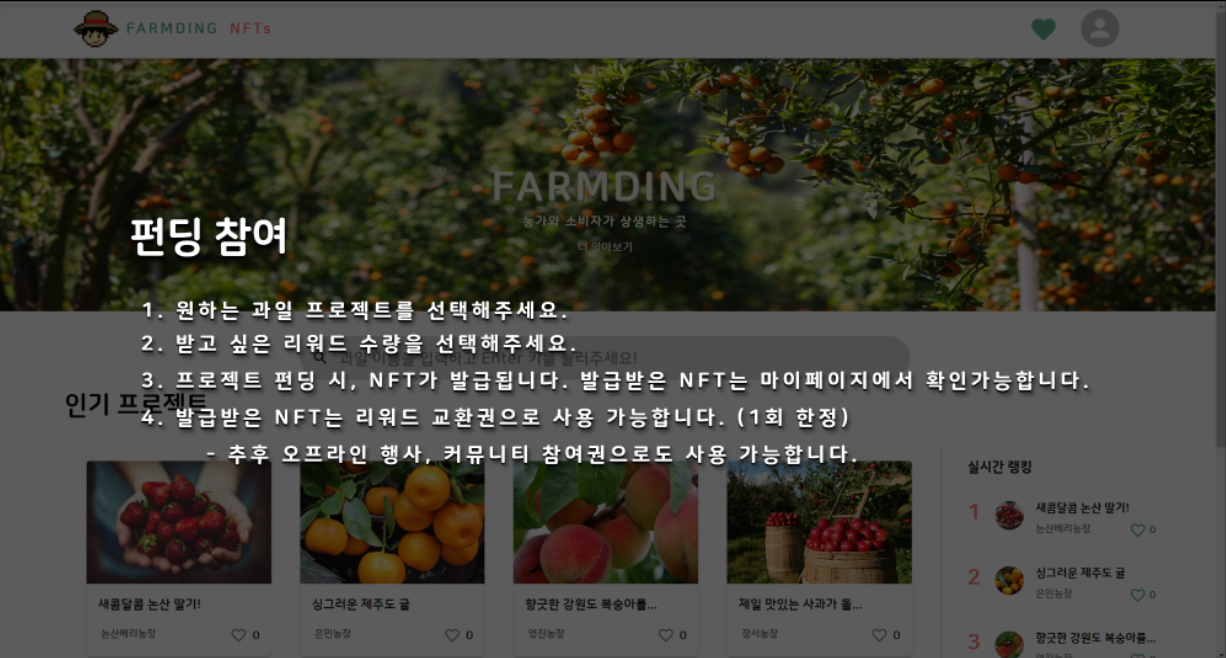 FARMDING NFTs
FARMDING
농가와 소비자가 상생하는 곳
더 알아보기
펀딩 참여
1. 원하는 과일 프로젝트를 선택해주세요.
2. 받고 싶은 리워드 수량을 선택해주세요.
과일 이름을 입력하고 Enter 키를 눌러주세요!
3. 프로젝트 펀딩 시, NFT가 발급됩니다. 발급받은 NFT는 마이페이지에서 확인가능합니다.
인기 프로젝트
4. 발급받은 NFT는 리워드 교환권으로 사용 가능합니다. (1회 한정)
- 추후 오프라인 행사, 커뮤니티 참여권으로도 사용 가능합니다.
새콤달콤 논산 딸기!
논산베리농장 0
싱그러운 제주도 귤
은민농장 0
향긋한 강원도 복숭아를...
영진농장 0
제일 맛있는 사과가 돌...
정서농장 0
실시간 랭킹
1 새콤달콤 논산 딸기!
논산베리농장 0
2 싱그러운 제주도 귤
은민농장 0
3 향긋한 강원도 복숭아를...
영진농장 0